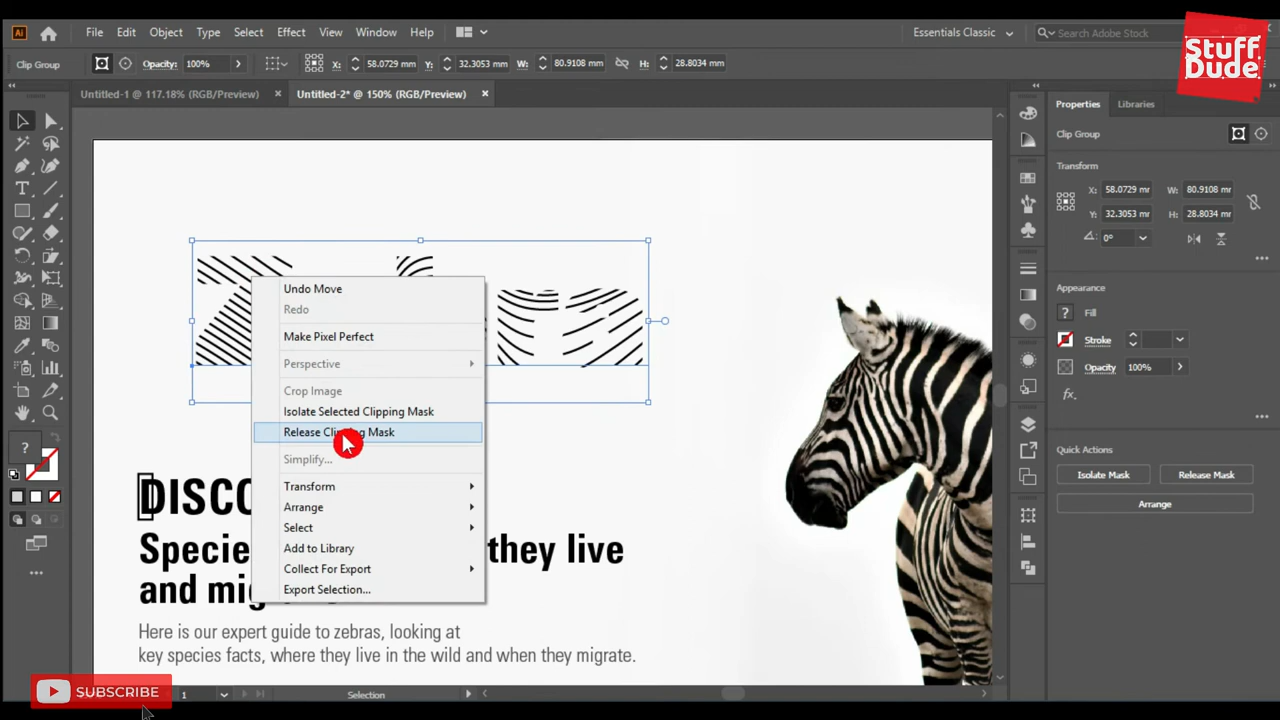 Ai File Edit Object Type Select Effect View Window Help Essentials Classic Search Adobe Stock
Stuff
Dude
Clip Group Opacity: 100% X: 58.0729 mm Y: 32.3053 mm W: 80.9108 mm H: 28.8034 mm
Untitled-1 @ 117.18% (RGB/Preview) × Untitled-2* @ 150% (RGB/Preview) ×
Properties Libraries
Clip Group
Transform
X: 58.0729 mr W: 80.9108 mr
Y: 32.3053 mr H: 28.8034 mr
0°
Appearance
? Fill
Stroke
Opacity 100%
fx.
Quick Actions
Isolate Mask Release Mask
Arrange
Undo Move
Redo
Make Pixel Perfect
Perspective
Crop Image
Isolate Selected Clipping Mask
Release Clipping Mask
Simplify...
Transform
Arrange
Select
Add to Library
Collect For Export
Export Selection...
?
DISCO
Specie they live
and mig
Here is our expert guide to zebras, looking at
key species facts, where they live in the wild and when they migrate.
SUBSCRIBE 1 Selection